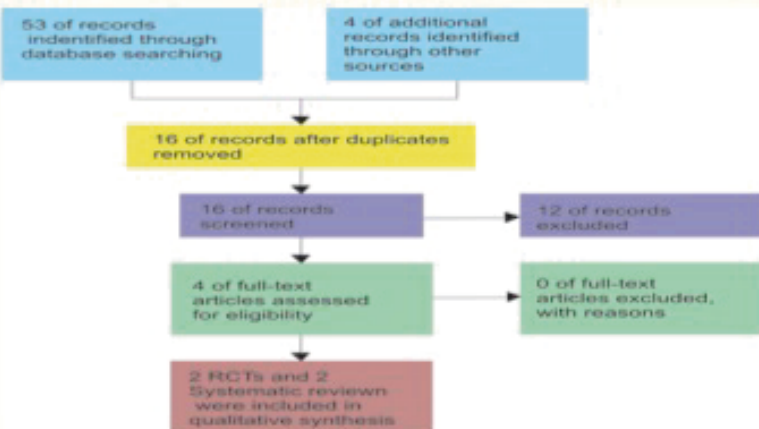 53 of records
indentified through
database searching
4 of additional
records identified
through other
sources
16 of records after duplicates
removed
16 of records
screened
12 of records
excluded
4 of full-text
articles assessed
for eligibility
0 of full-text
articles excluded,
with reasons
2 RCTs and 2
Systematic reviewn
were included in
qualitative synthesis